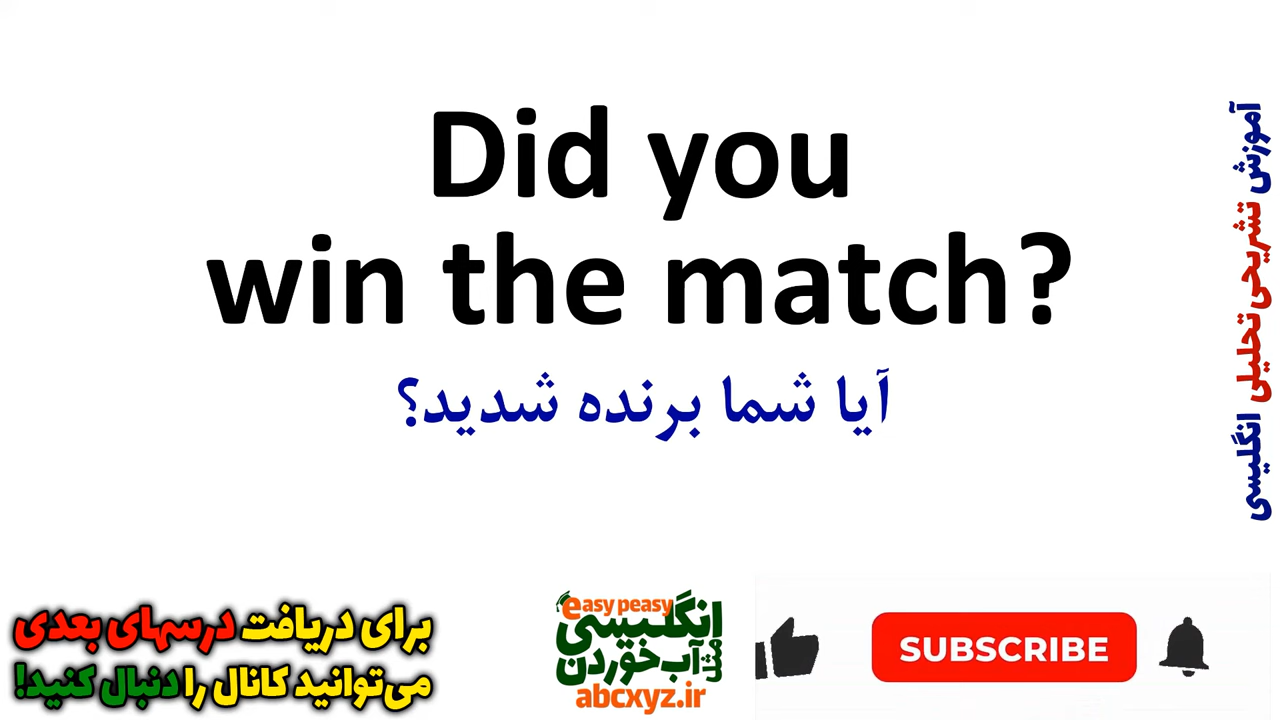 Did you
win the match?
آیا شما برنده شدید؟
آموزش تشریحی تحلیلی انگلیسی
برای دریافت درسهای بعدی
می‌توانید کانال را دنبال کنید!
easy peasy
انگلیسی
مثل آب خوردن
abcxyz.ir
SUBSCRIBE